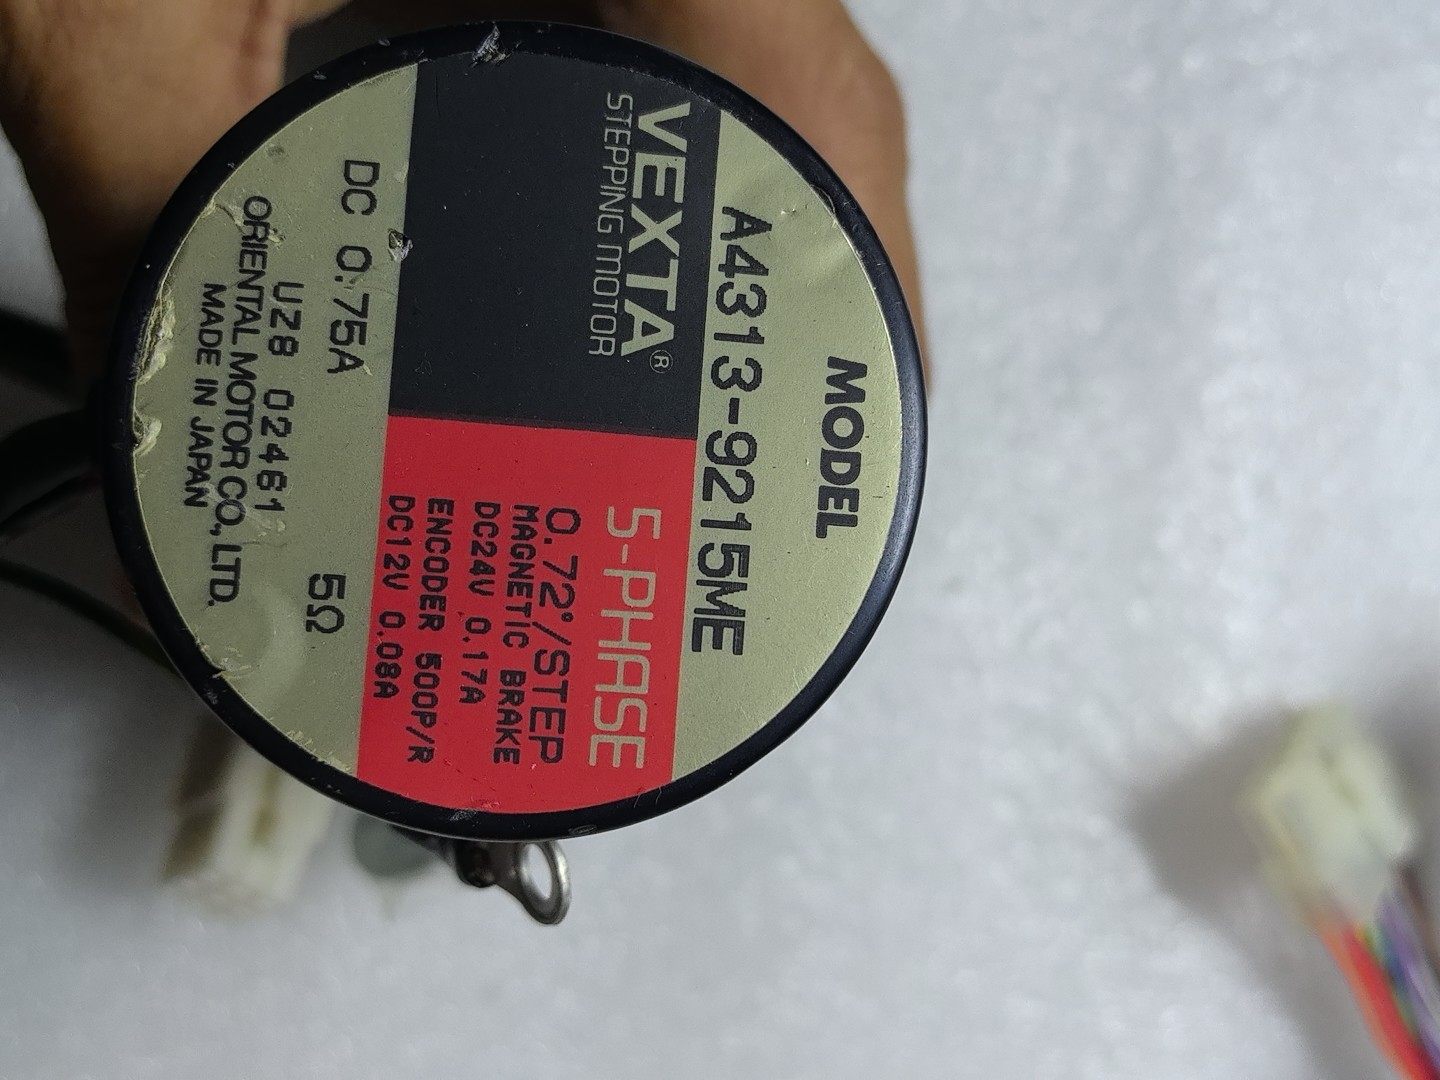 MODEL
A4313-9215ME
VEXTA®
STEPPING MOTOR
5-PHASE
0.72°/STEP
MAGNETIC BRAKE
DC24V 0.17A
ENCODER 500P/R
DC12V 0.08A
DC 0.75A 5Ω
UZ8 02461
ORIENTAL MOTOR CO., LTD.
MADE IN JAPAN